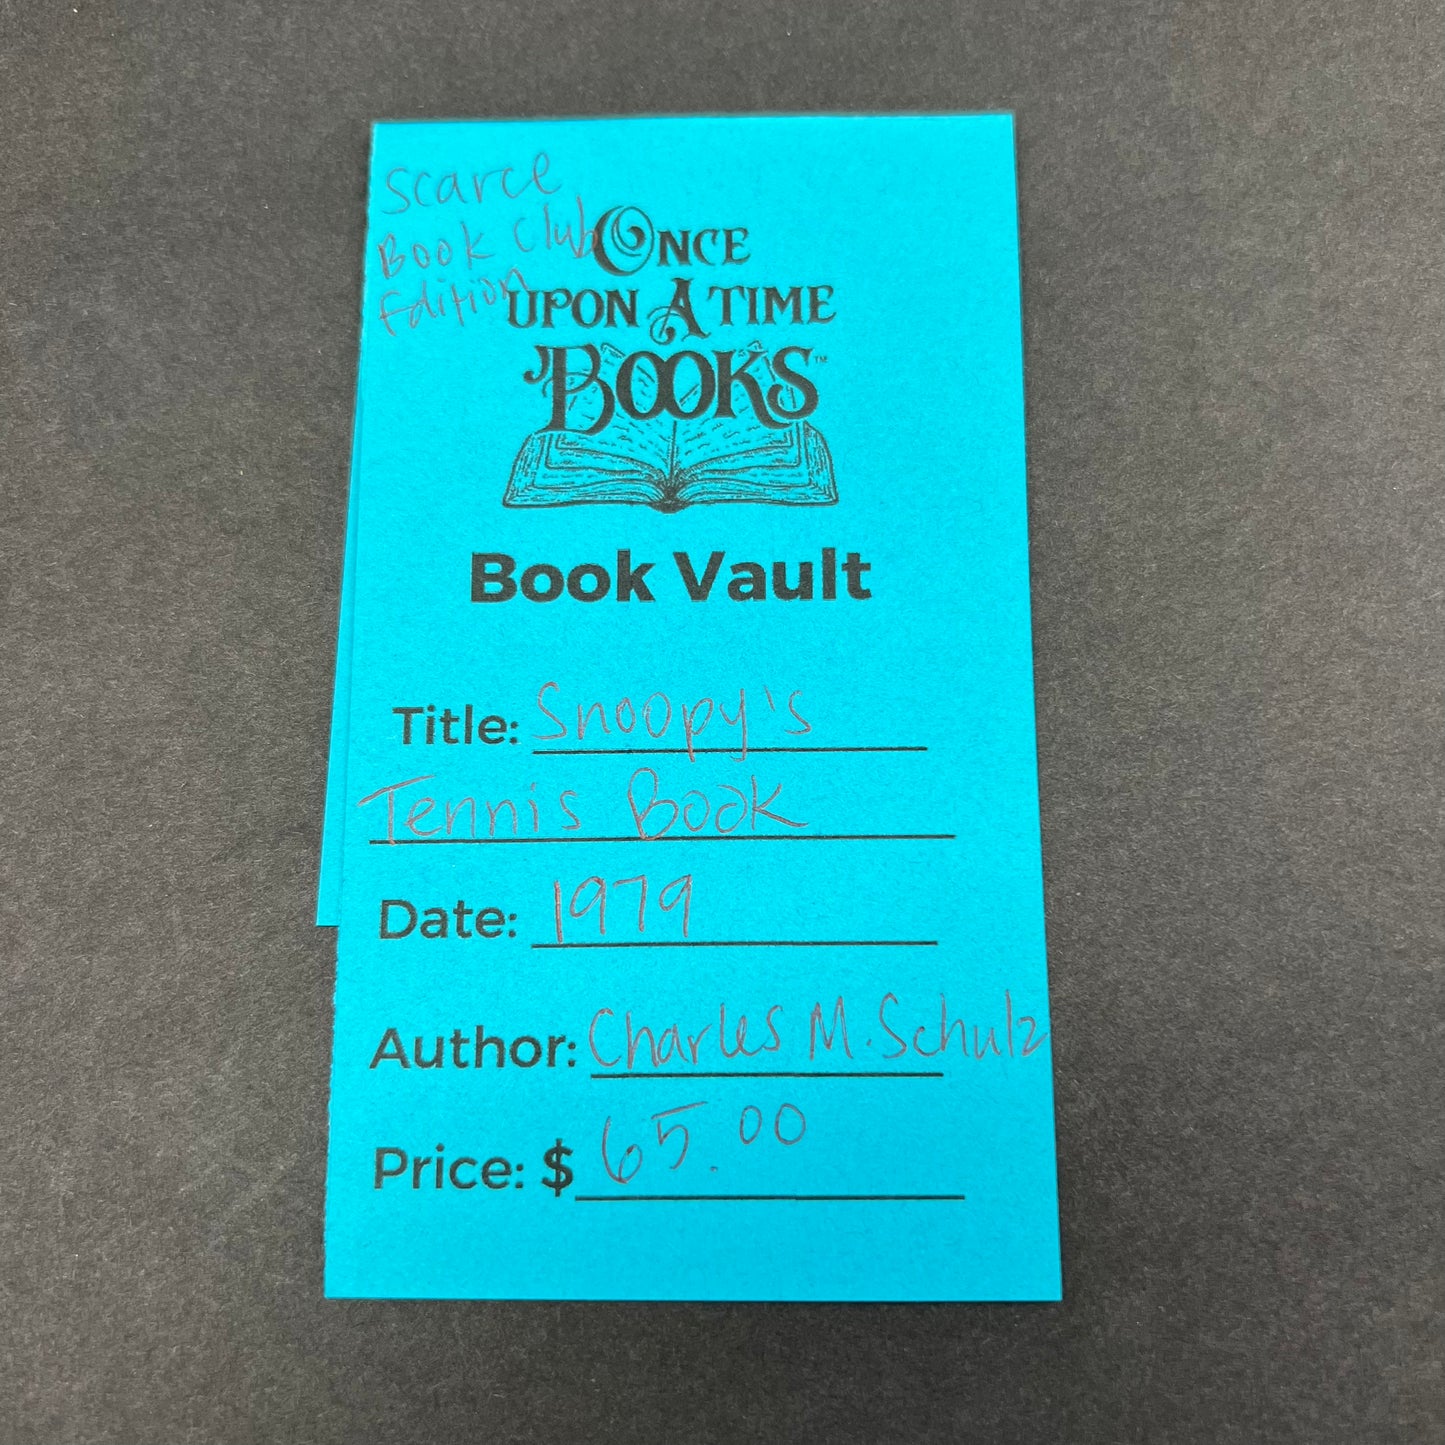 Scarce
Book Club
Edition
ONCE
UPON A TIME
BOOKS™
Book Vault
Title: Snoopy's
Tennis Book
Date: 1979
Author: Charles M. Schulz
Price: $ 65.00